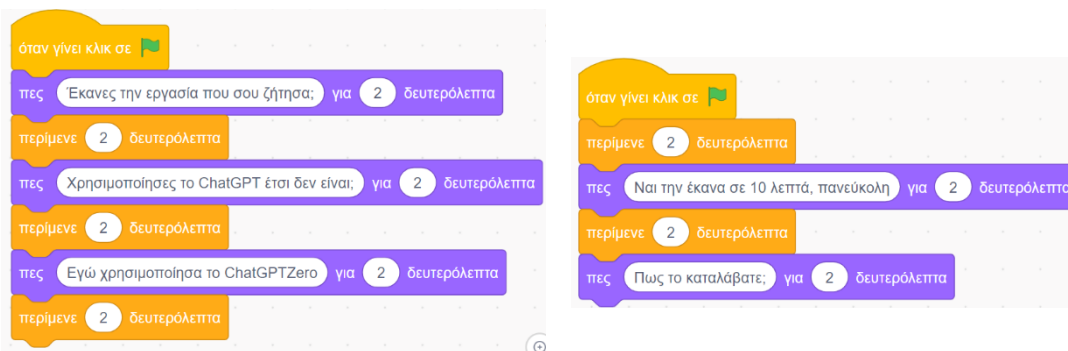 όταν γίνει κλικ σε
πες Έκανες την εργασία που σου ζήτησα; για 2 δευτερόλεπτα
περίμενε 2 δευτερόλεπτα
πες Χρησιμοποίησες το ChatGPT έτσι δεν είναι; για 2 δευτερόλεπτα
περίμενε 2 δευτερόλεπτα
πες Εγώ χρησιμοποίησα το ChatGPTZero για 2 δευτερόλεπτα
περίμενε 2 δευτερόλεπτα
όταν γίνει κλικ σε
περίμενε 2 δευτερόλεπτα
πες Ναι την έκανα σε 10 λεπτά, πανεύκολη για 2 δευτερόλεπτα
περίμενε 2 δευτερόλεπτα
πες Πως το καταλάβατε; για 2 δευτερόλεπτα